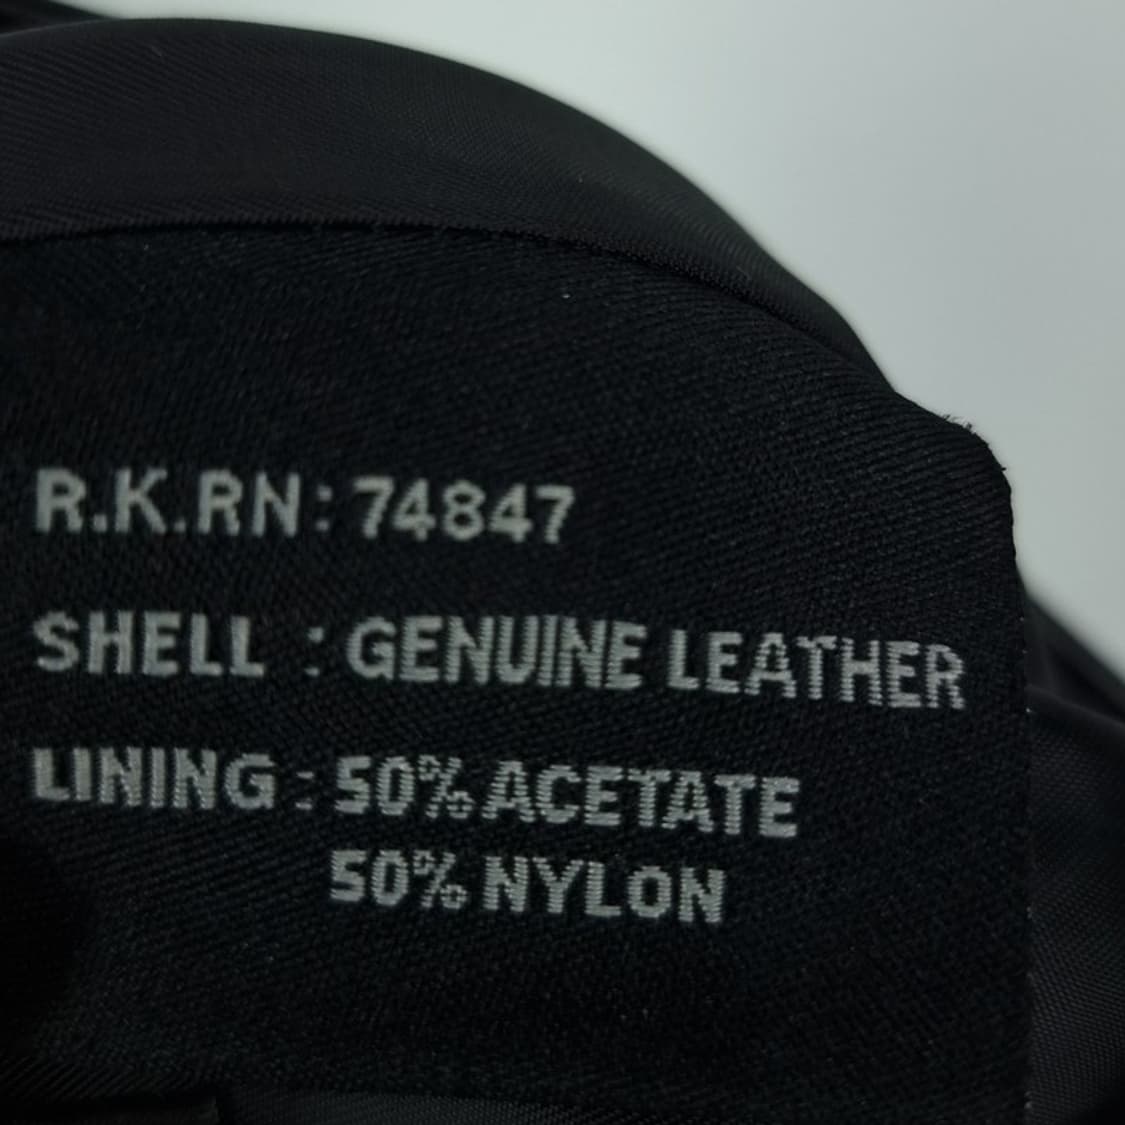 R.K.RN: 74847
SHELL : GENUINE LEATHER
LINING : 50% ACETATE
50% NYLON